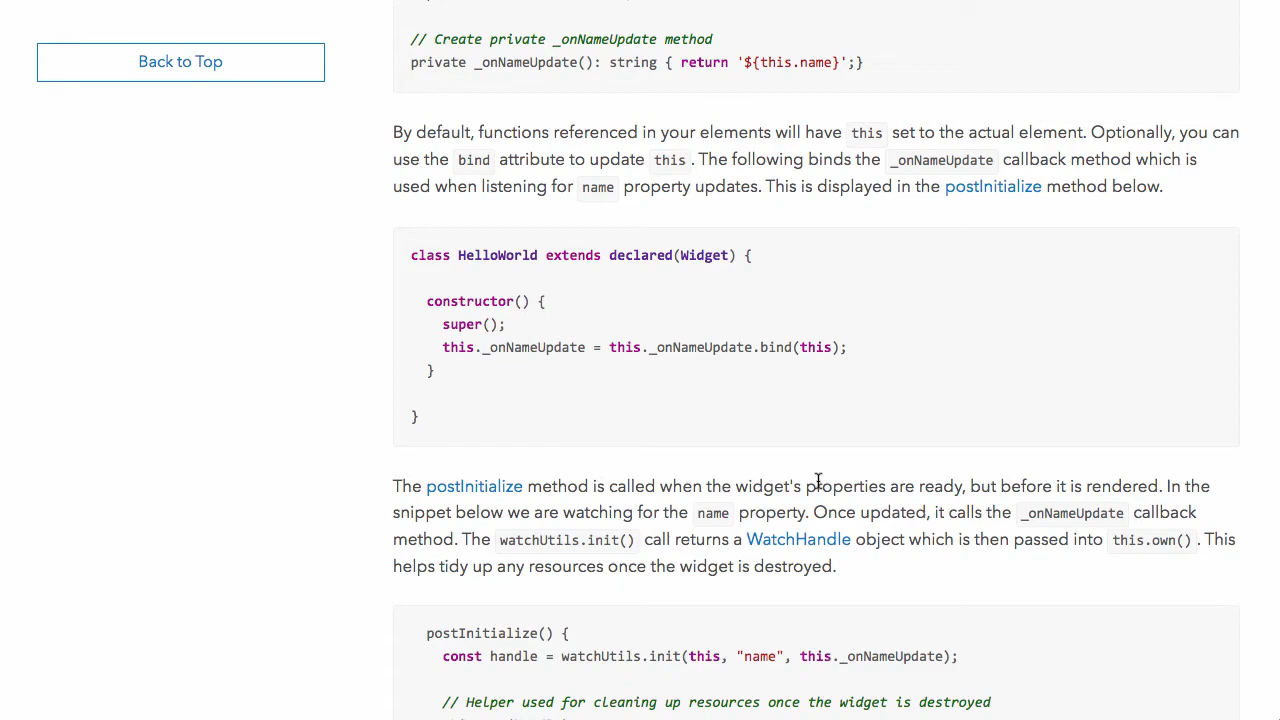 Back to Top
// Create private _onNameUpdate method
private _onNameUpdate(): string { return '${this.name}';}
By default, functions referenced in your elements will have this set to the actual element. Optionally, you can
use the bind attribute to update this. The following binds the _onNameUpdate callback method which is
used when listening for name property updates. This is displayed in the postInitialize method below.
class HelloWorld extends declared(Widget) {
constructor() {
super();
this._onNameUpdate = this._onNameUpdate.bind(this);
}
}
The postInitialize method is called when the widget's properties are ready, but before it is rendered. In the
snippet below we are watching for the name property. Once updated, it calls the _onNameUpdate callback
method. The watchUtils.init() call returns a WatchHandle object which is then passed into this.own(). This
helps tidy up any resources once the widget is destroyed.
postInitialize() {
const handle = watchUtils.init(this, "name", this._onNameUpdate);
// Helper used for cleaning up resources once the widget is destroyed